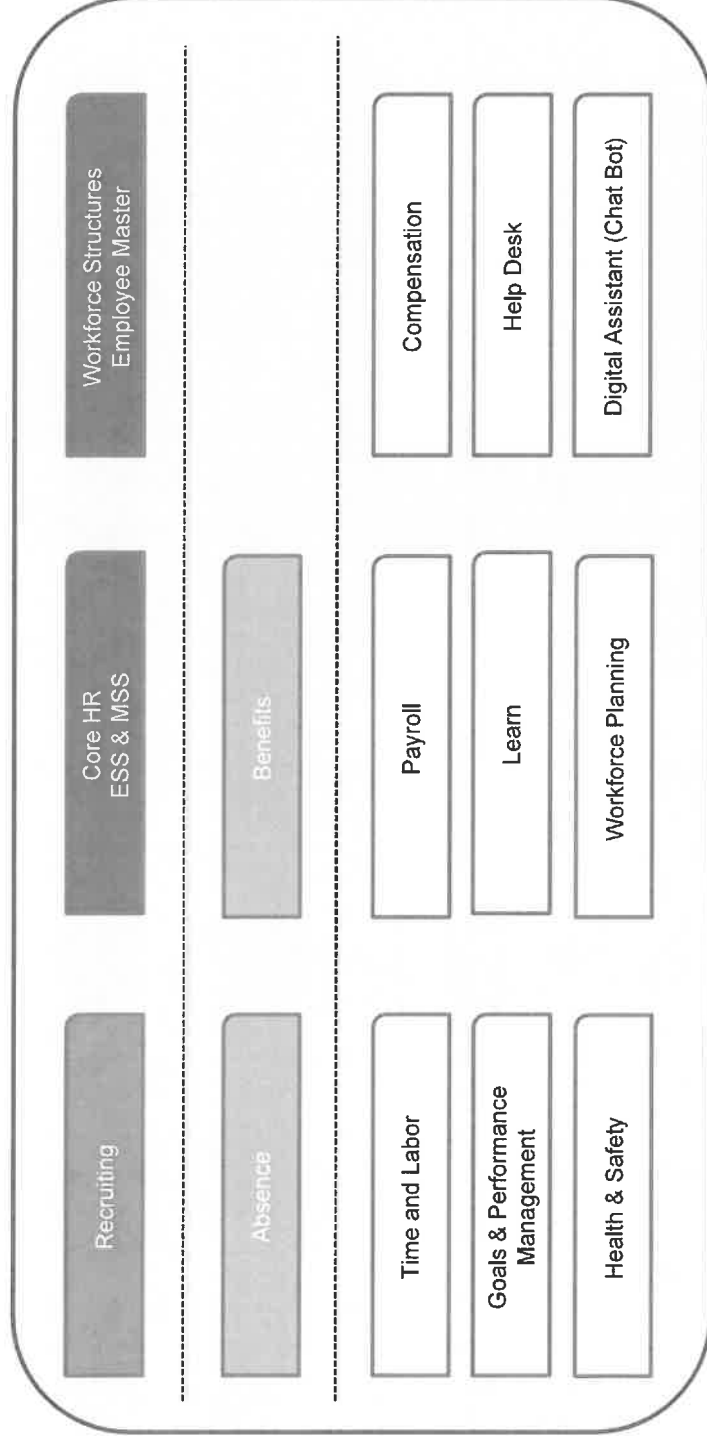 Recruiting
Core HR
ESS & MSS
Workforce Structures
Employee Master
Absence
Benefits
Time and Labor
Payroll
Compensation
Goals & Performance
Management
Learn
Help Desk
Health & Safety
Workforce Planning
Digital Assistant (Chat Bot)